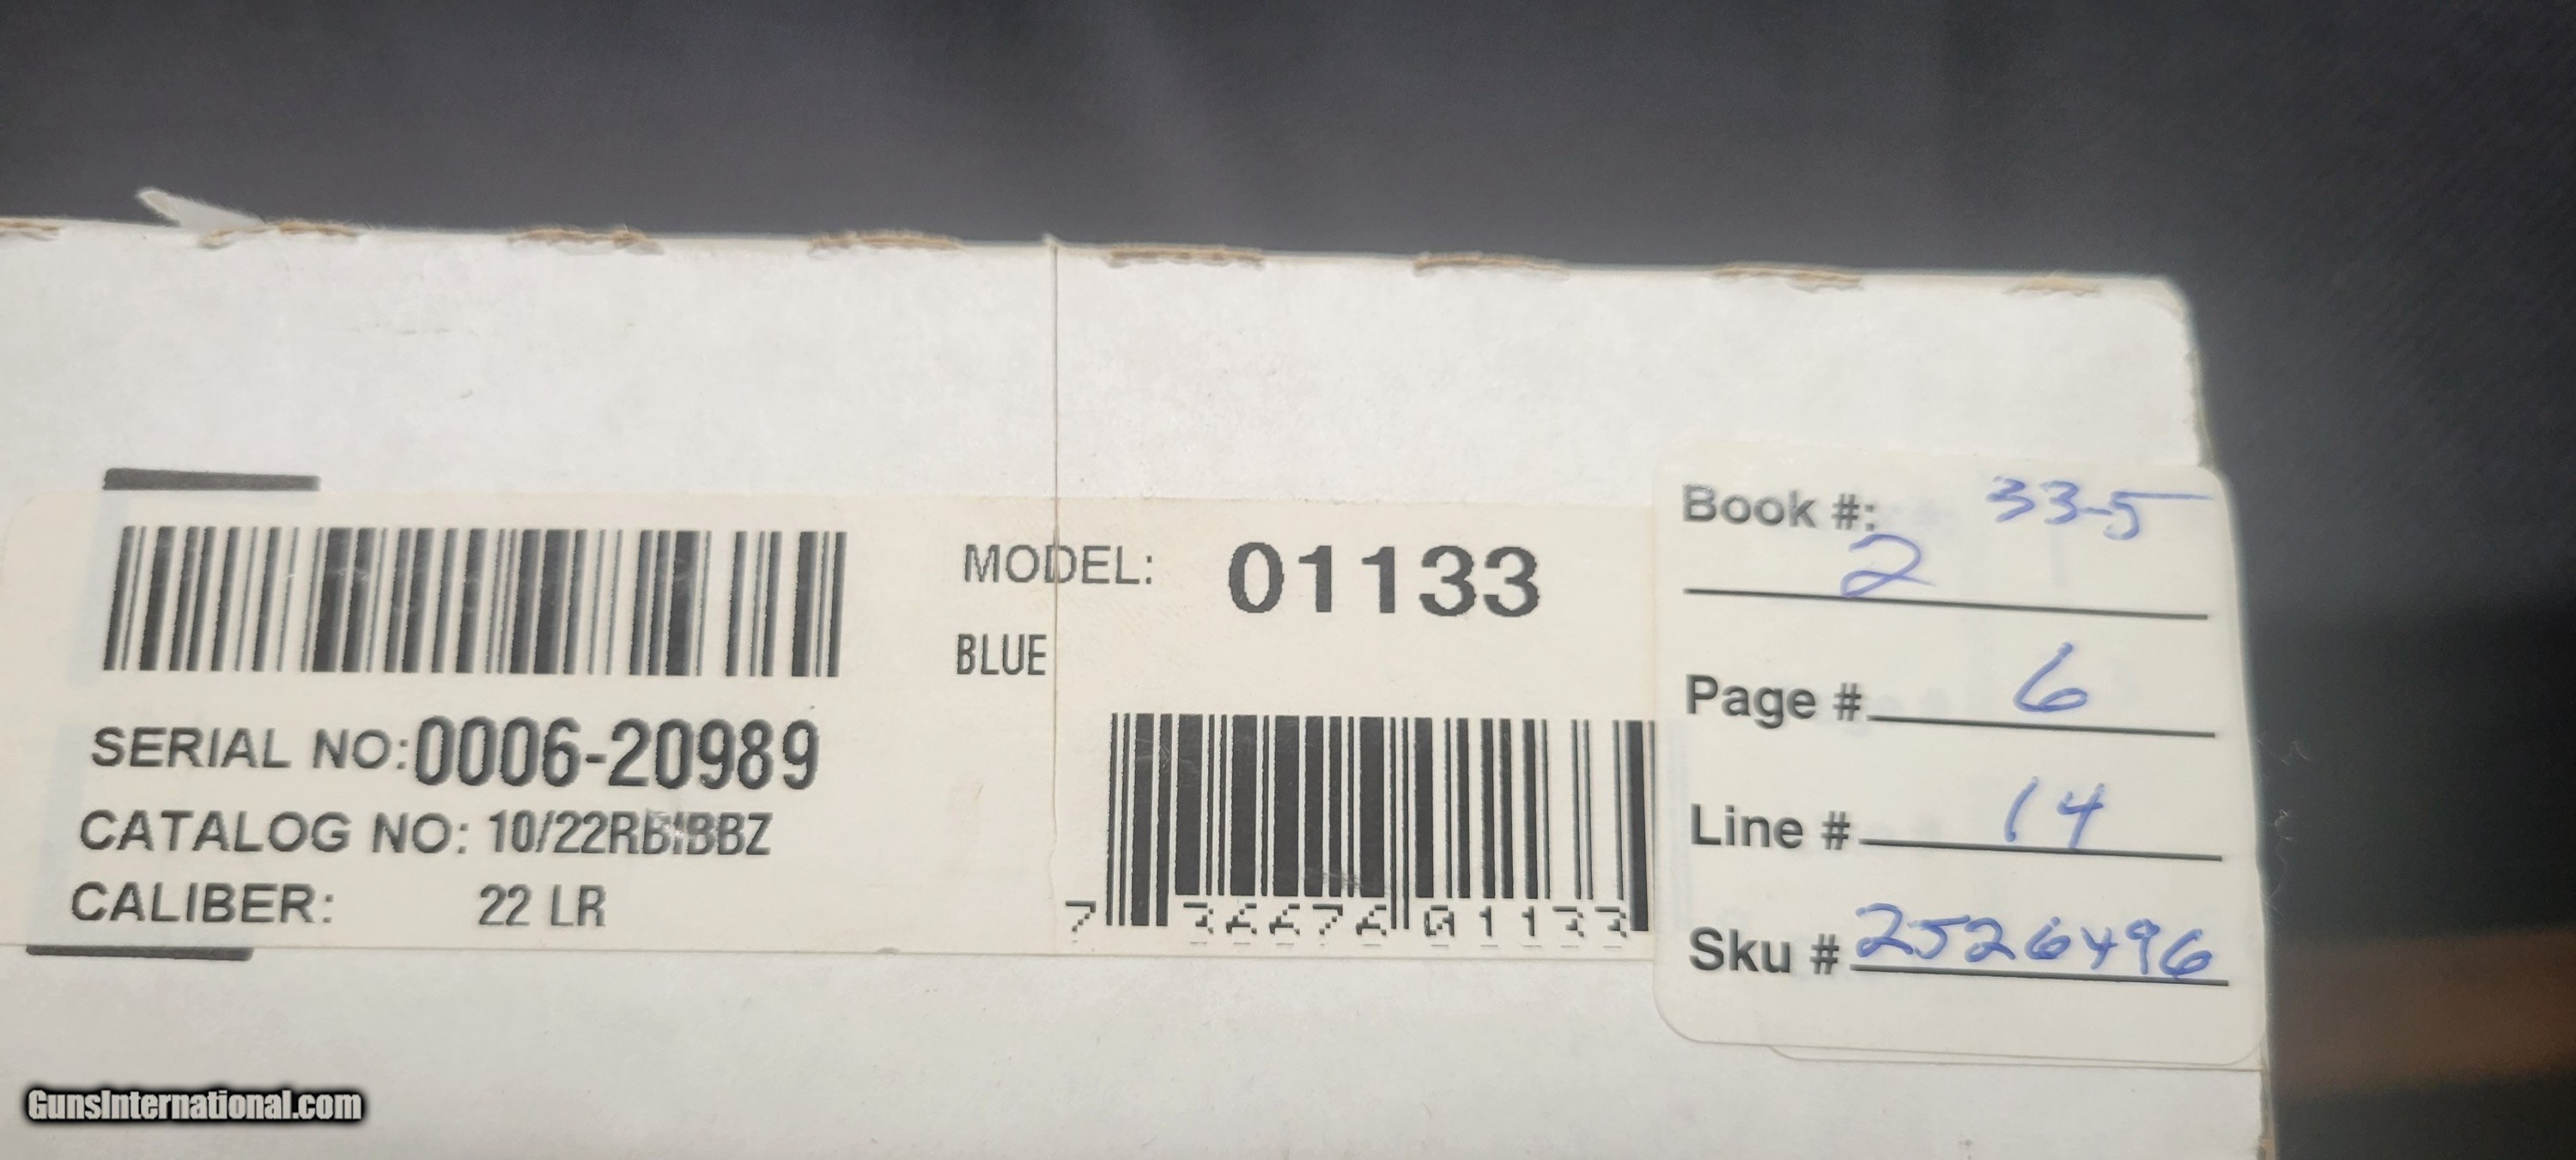 SERIAL NO: 0006-20989
CATALOG NO: 10/22RBIBBZ
CALIBER: 22 LR
MODEL: 01133
BLUE
7 36676 01133
Book #: 33-5
2
Page # 6
Line # 14
Sku # 2526496
GunsInternational.com